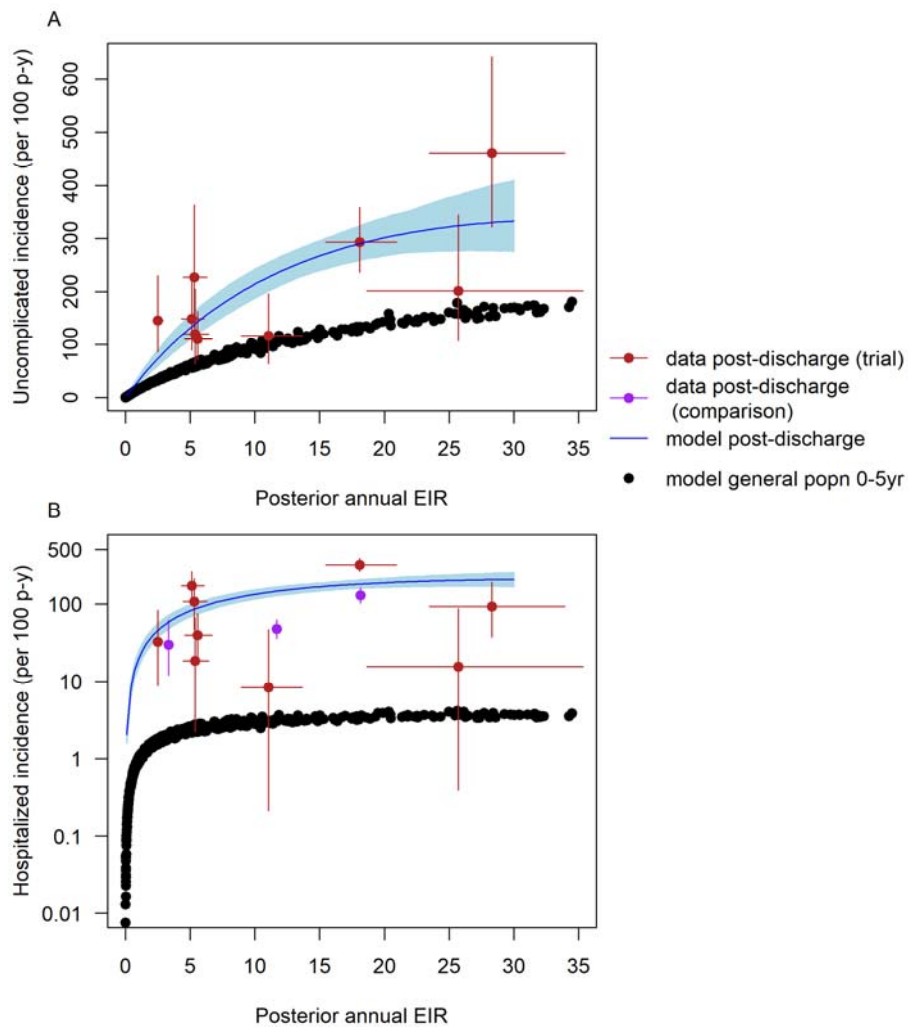 A
Uncomplicated incidence (per 100 p-y)
600
500
400
300
200
100
0
0 5 10 15 20 25 30 35
Posterior annual EIR
data post-discharge (trial)
data post-discharge
(comparison)
model post-discharge
model general popn 0-5yr
B
Hospitalized incidence (per 100 p-y)
500
100
10
1
0.1
0.01
0 5 10 15 20 25 30 35
Posterior annual EIR